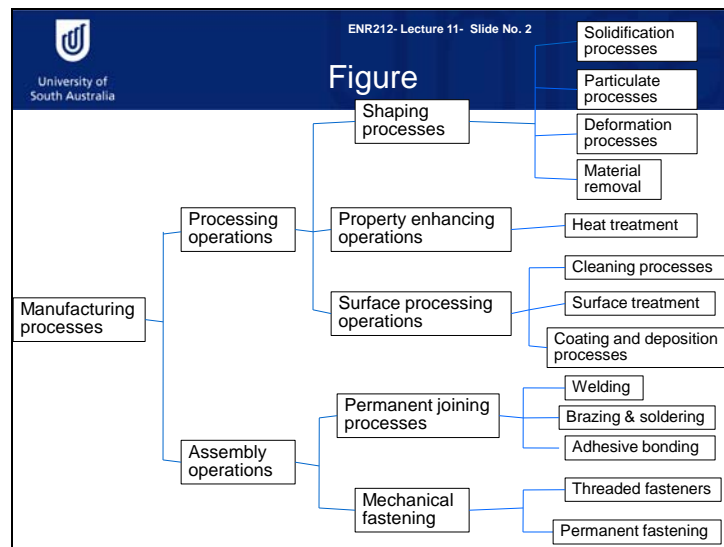 ENR212- Lecture 11- Slide No. 2
University of
South Australia
Figure
Solidification
processes
Particulate
processes
Shaping
processes
Deformation
processes
Material
removal
Processing
operations
Property enhancing
operations
Heat treatment
Cleaning processes
Manufacturing
processes
Surface processing
operations
Surface treatment
Coating and deposition
processes
Permanent joining
processes
Welding
Brazing & soldering
Adhesive bonding
Assembly
operations
Mechanical
fastening
Threaded fasteners
Permanent fastening